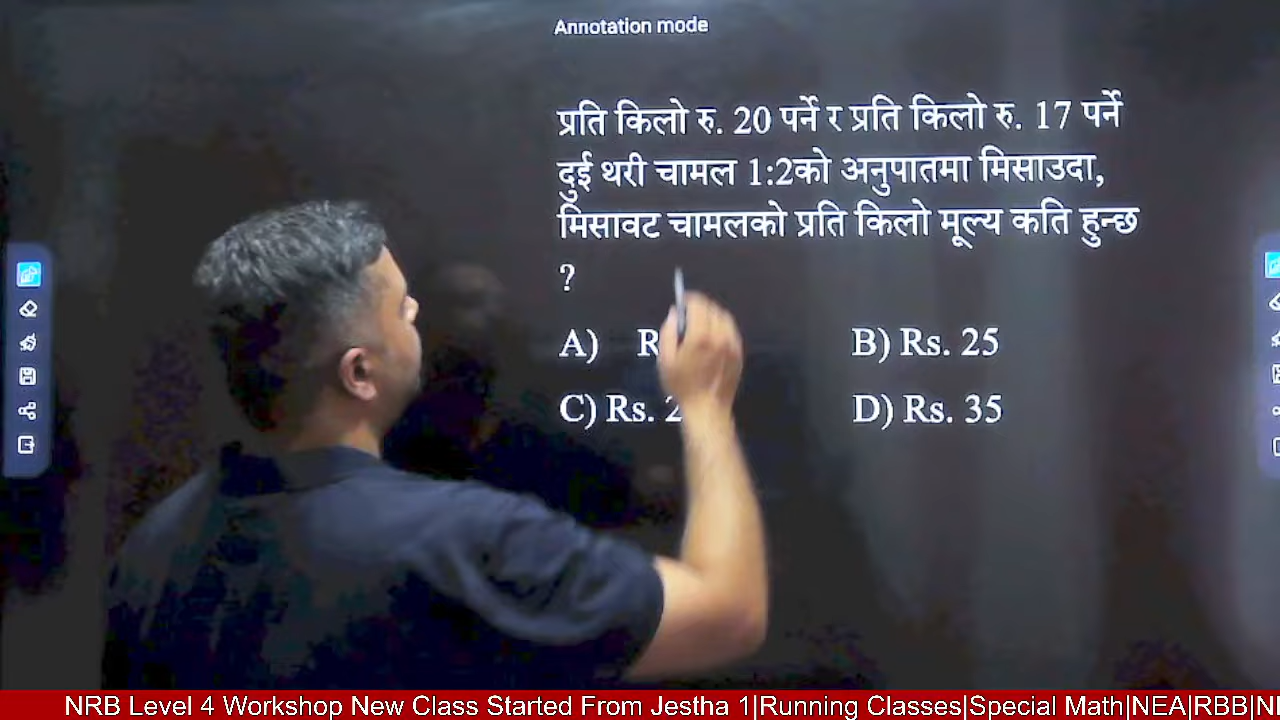 Annotation mode
प्रति किलो रु. 20 पर्ने र प्रति किलो रु. 17 पर्ने
दुई थरी चामल 1:2को अनुपातमा मिसाउदा,
मिसावट चामलको प्रति किलो मूल्य कति हुन्छ
?
A) B) Rs. 25
C) Rs. D) Rs. 35
NRB Level 4 Workshop New Class Started From Jestha 1|Running Classes|Special Math|NEA|RBB|N